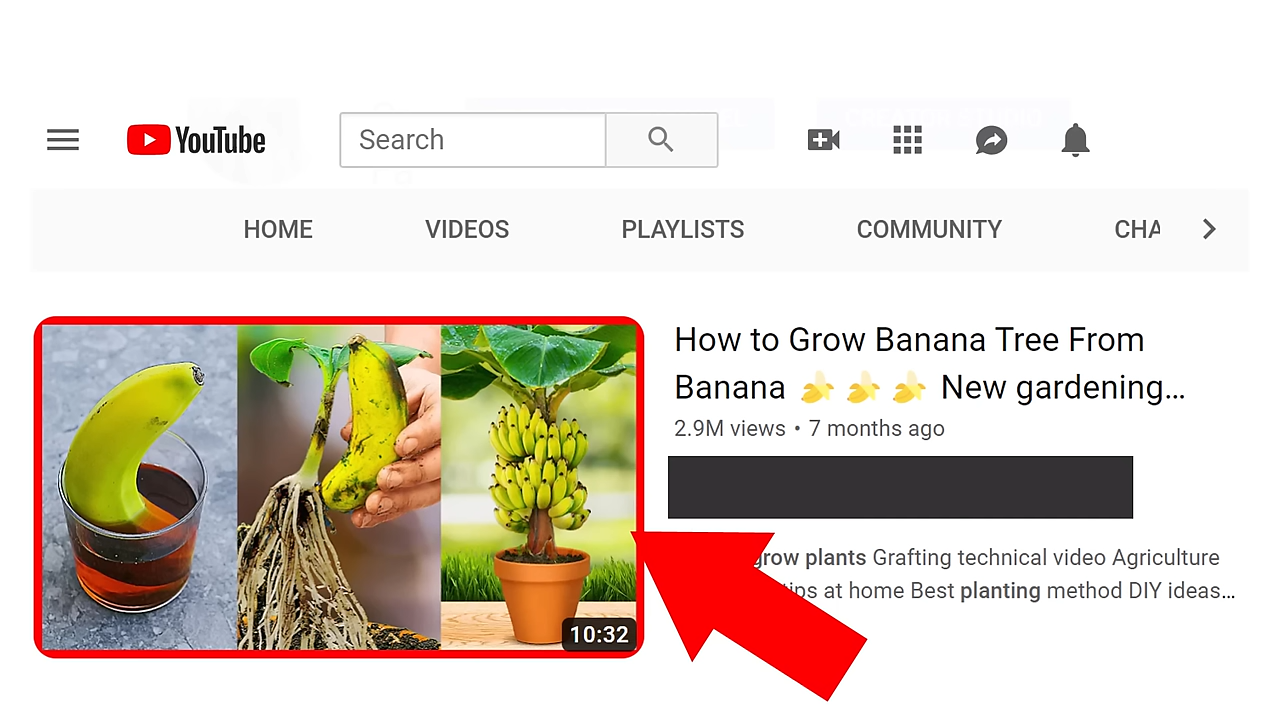 YouTube
Search
HOME
VIDEOS
PLAYLISTS
COMMUNITY
CHA
How to Grow Banana Tree From
Banana 🍌🍌🍌 New gardening...
2.9M views • 7 months ago
grow plants Grafting technical video Agriculture
tips at home Best planting method DIY ideas...
10:32